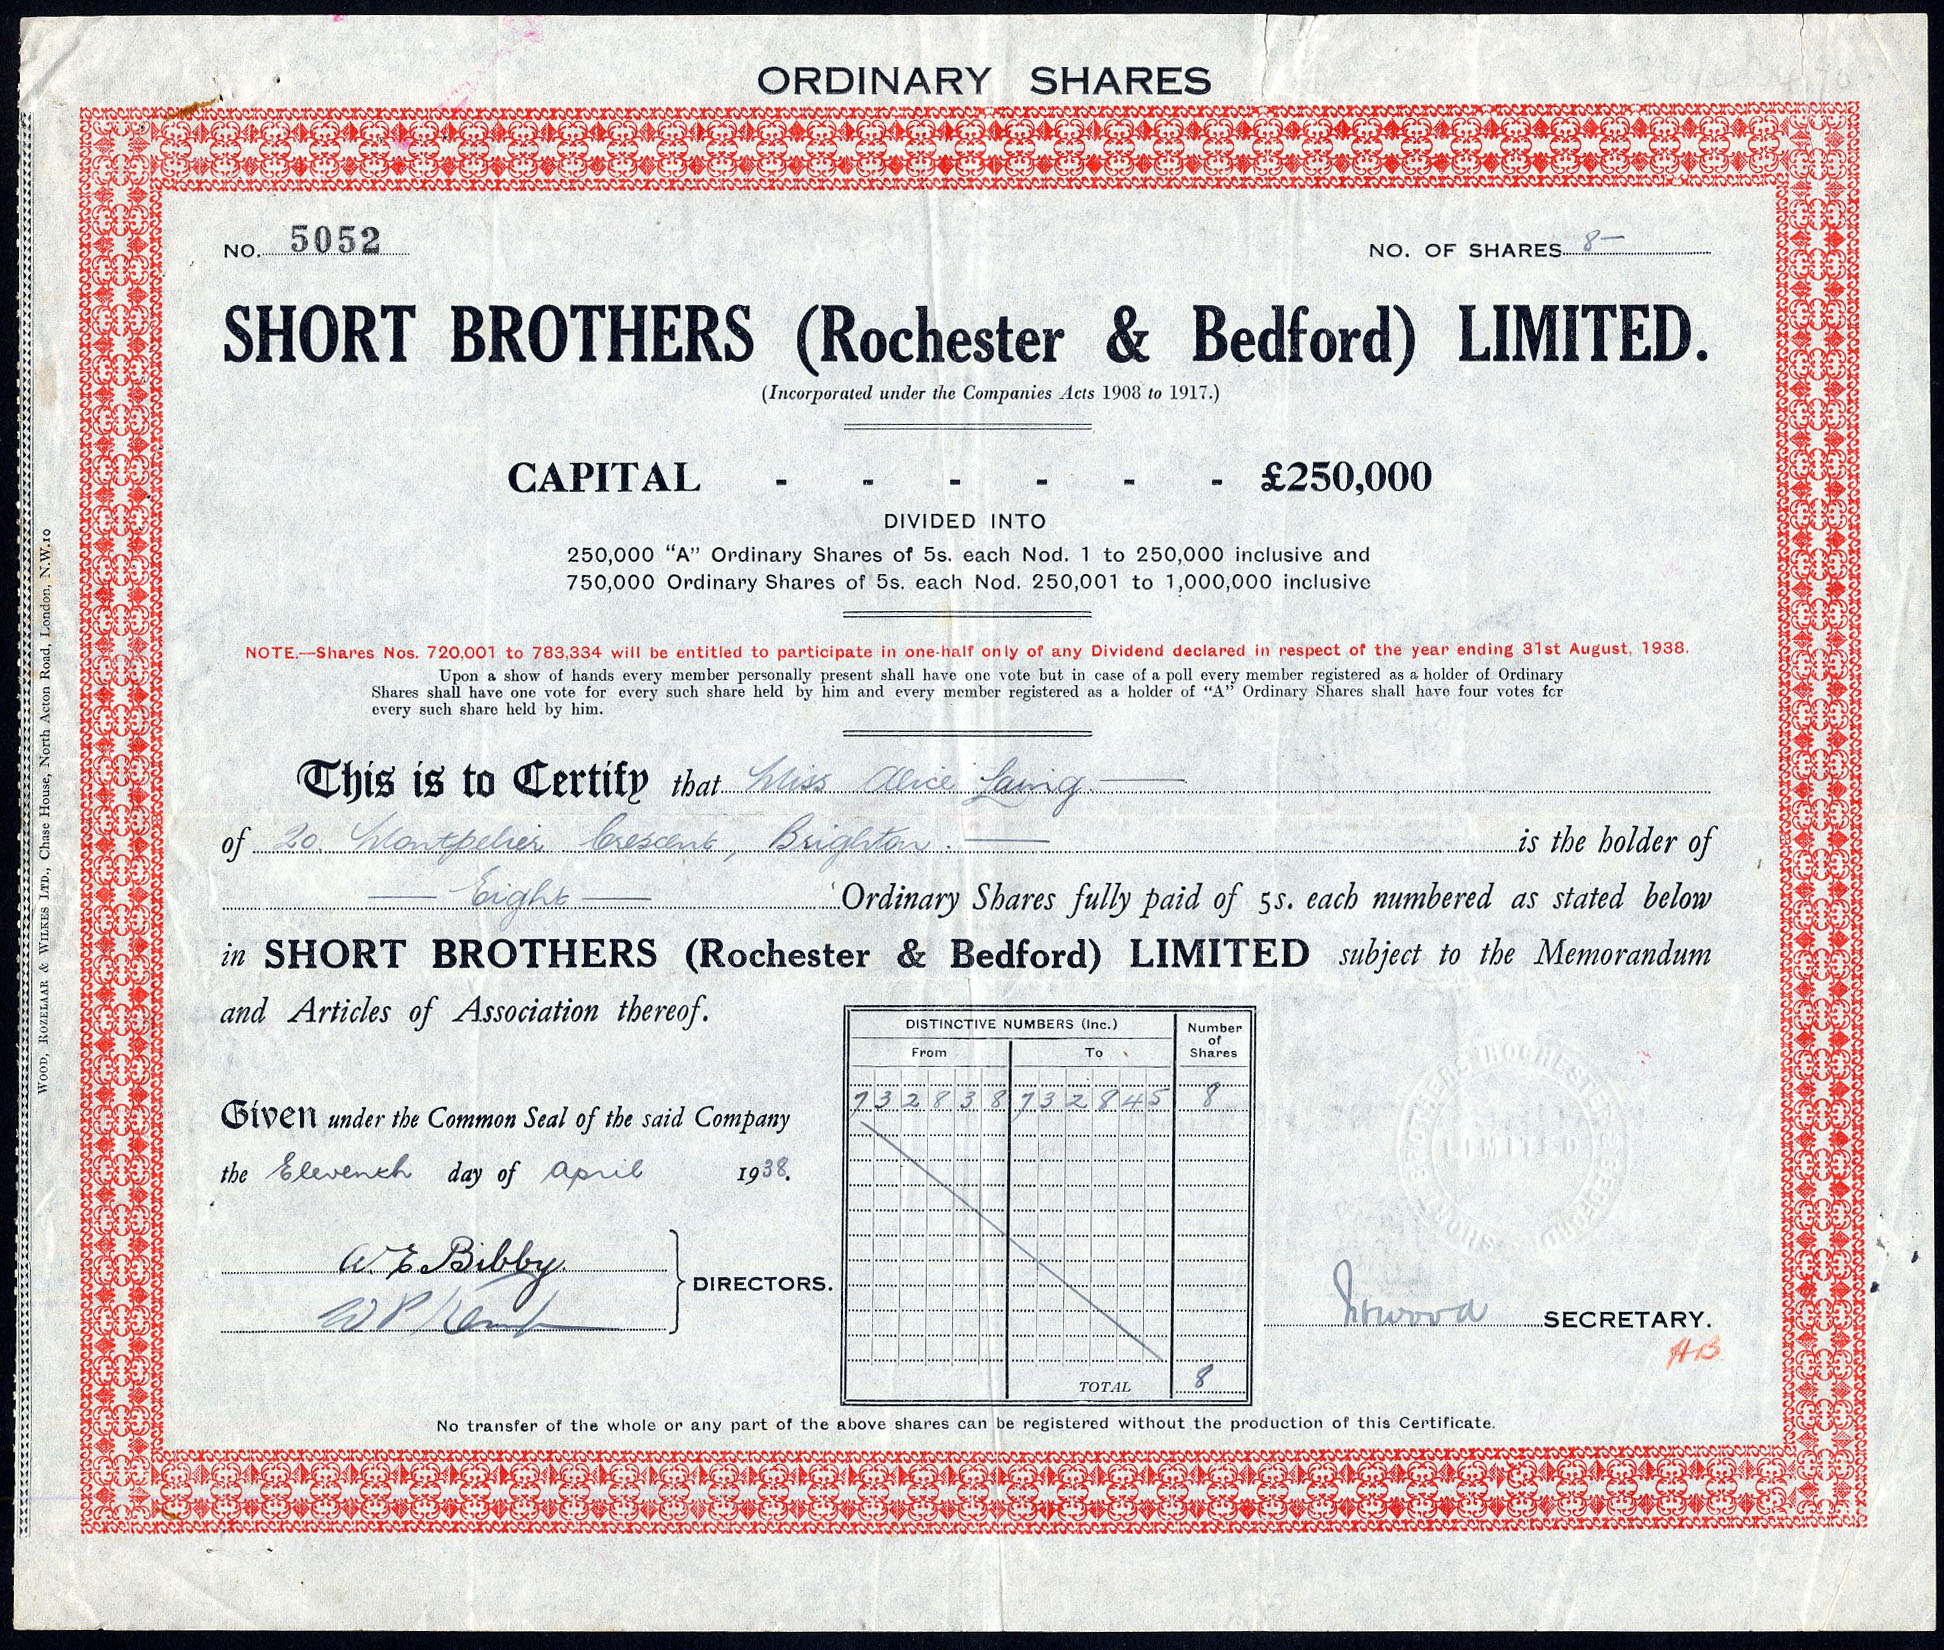 ORDINARY SHARES
NO. 5052
NO. OF SHARES 8—
SHORT BROTHERS (Rochester & Bedford) LIMITED.
(Incorporated under the Companies Acts 1908 to 1917.)
CAPITAL - - - - - - £250,000
DIVIDED INTO
250,000 "A" Ordinary Shares of 5s. each Nod. 1 to 250,000 inclusive and
750,000 Ordinary Shares of 5s. each Nod. 250,001 to 1,000,000 inclusive
NOTE.—Shares Nos. 720,001 to 783,334 will be entitled to participate in one-half only of any Dividend declared in respect of the year ending 31st August, 1938.
Upon a show of hands every member personally present shall have one vote but in case of a poll every member registered as a holder of Ordinary
Shares shall have one vote for every such share held by him and every member registered as a holder of "A" Ordinary Shares shall have four votes for
every such share held by him.
This is to Certify that Miss Alice Laing —
of 20. Montpelier Crescent, Brighton. — is the holder of
— Eight — Ordinary Shares fully paid of 5s. each numbered as stated below
in SHORT BROTHERS (Rochester & Bedford) LIMITED subject to the Memorandum
and Articles of Association thereof.
DISTINCTIVE NUMBERS (Inc.)
Number of Shares
From To
732838 732845 8
TOTAL 8
Given under the Common Seal of the said Company
the Eleventh day of April 1938.
W. E. Bibby.
W P Kemp
DIRECTORS.
SHORT BROTHERS (ROCHESTER & BEDFORD) LIMITED
SECRETARY.
AB.
No transfer of the whole or any part of the above shares can be registered without the production of this Certificate.
WOOD, ROZELAAR & WILKES LTD., Chase House, North Acton Road, London, N.W.10